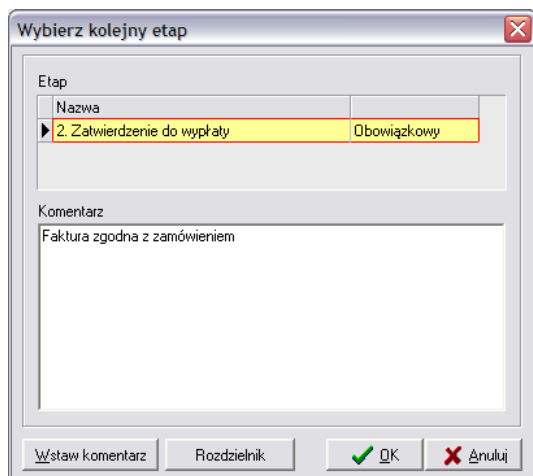 Wybierz kolejny etap
Etap
Nazwa
2. Zatwierdzenie do wypłaty Obowiązkowy
Komentarz
Faktura zgodna z zamówieniem
Wstaw komentarz Rozdzielnik OK Anuluj